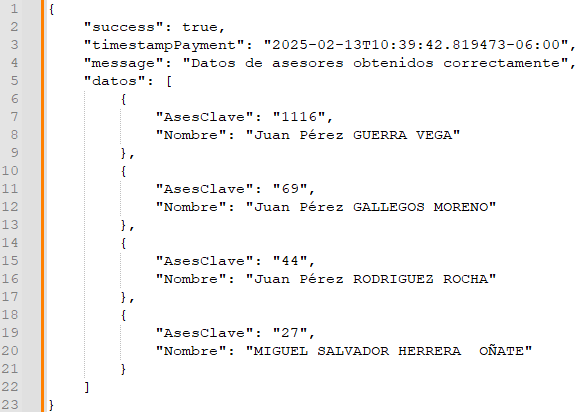 1 {
2     "success": true,
3     "timestampPayment": "2025-02-13T10:39:42.819473-06:00",
4     "message": "Datos de asesores obtenidos correctamente",
5     "datos": [
6         {
7             "AsesClave": "1116",
8             "Nombre": "Juan Pérez GUERRA VEGA"
9         },
10         {
11             "AsesClave": "69",
12             "Nombre": "Juan Pérez GALLEGOS MORENO"
13         },
14         {
15             "AsesClave": "44",
16             "Nombre": "Juan Pérez RODRIGUEZ ROCHA"
17         },
18         {
19             "AsesClave": "27",
20             "Nombre": "MIGUEL SALVADOR HERRERA  OÑATE"
21         }
22     ]
23 }